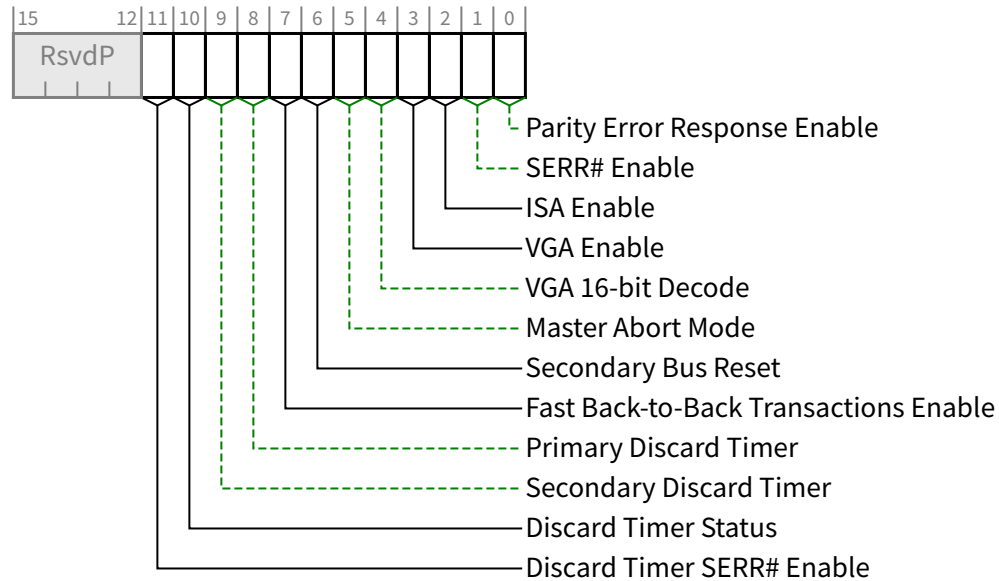 15 12 11 10 9 8 7 6 5 4 3 2 1 0
RsvdP
Parity Error Response Enable
SERR# Enable
ISA Enable
VGA Enable
VGA 16-bit Decode
Master Abort Mode
Secondary Bus Reset
Fast Back-to-Back Transactions Enable
Primary Discard Timer
Secondary Discard Timer
Discard Timer Status
Discard Timer SERR# Enable